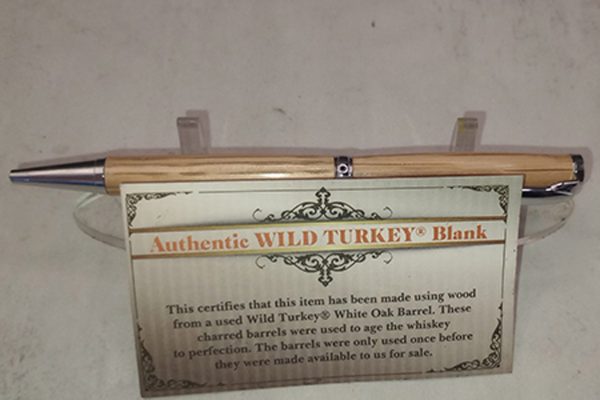 Authentic WILD TURKEY® Blank
This certifies that this item has been made using wood
from a used Wild Turkey® White Oak Barrel. These
charred barrels were used to age the whiskey
to perfection. The barrels were only used once before
they were made available to us for sale.